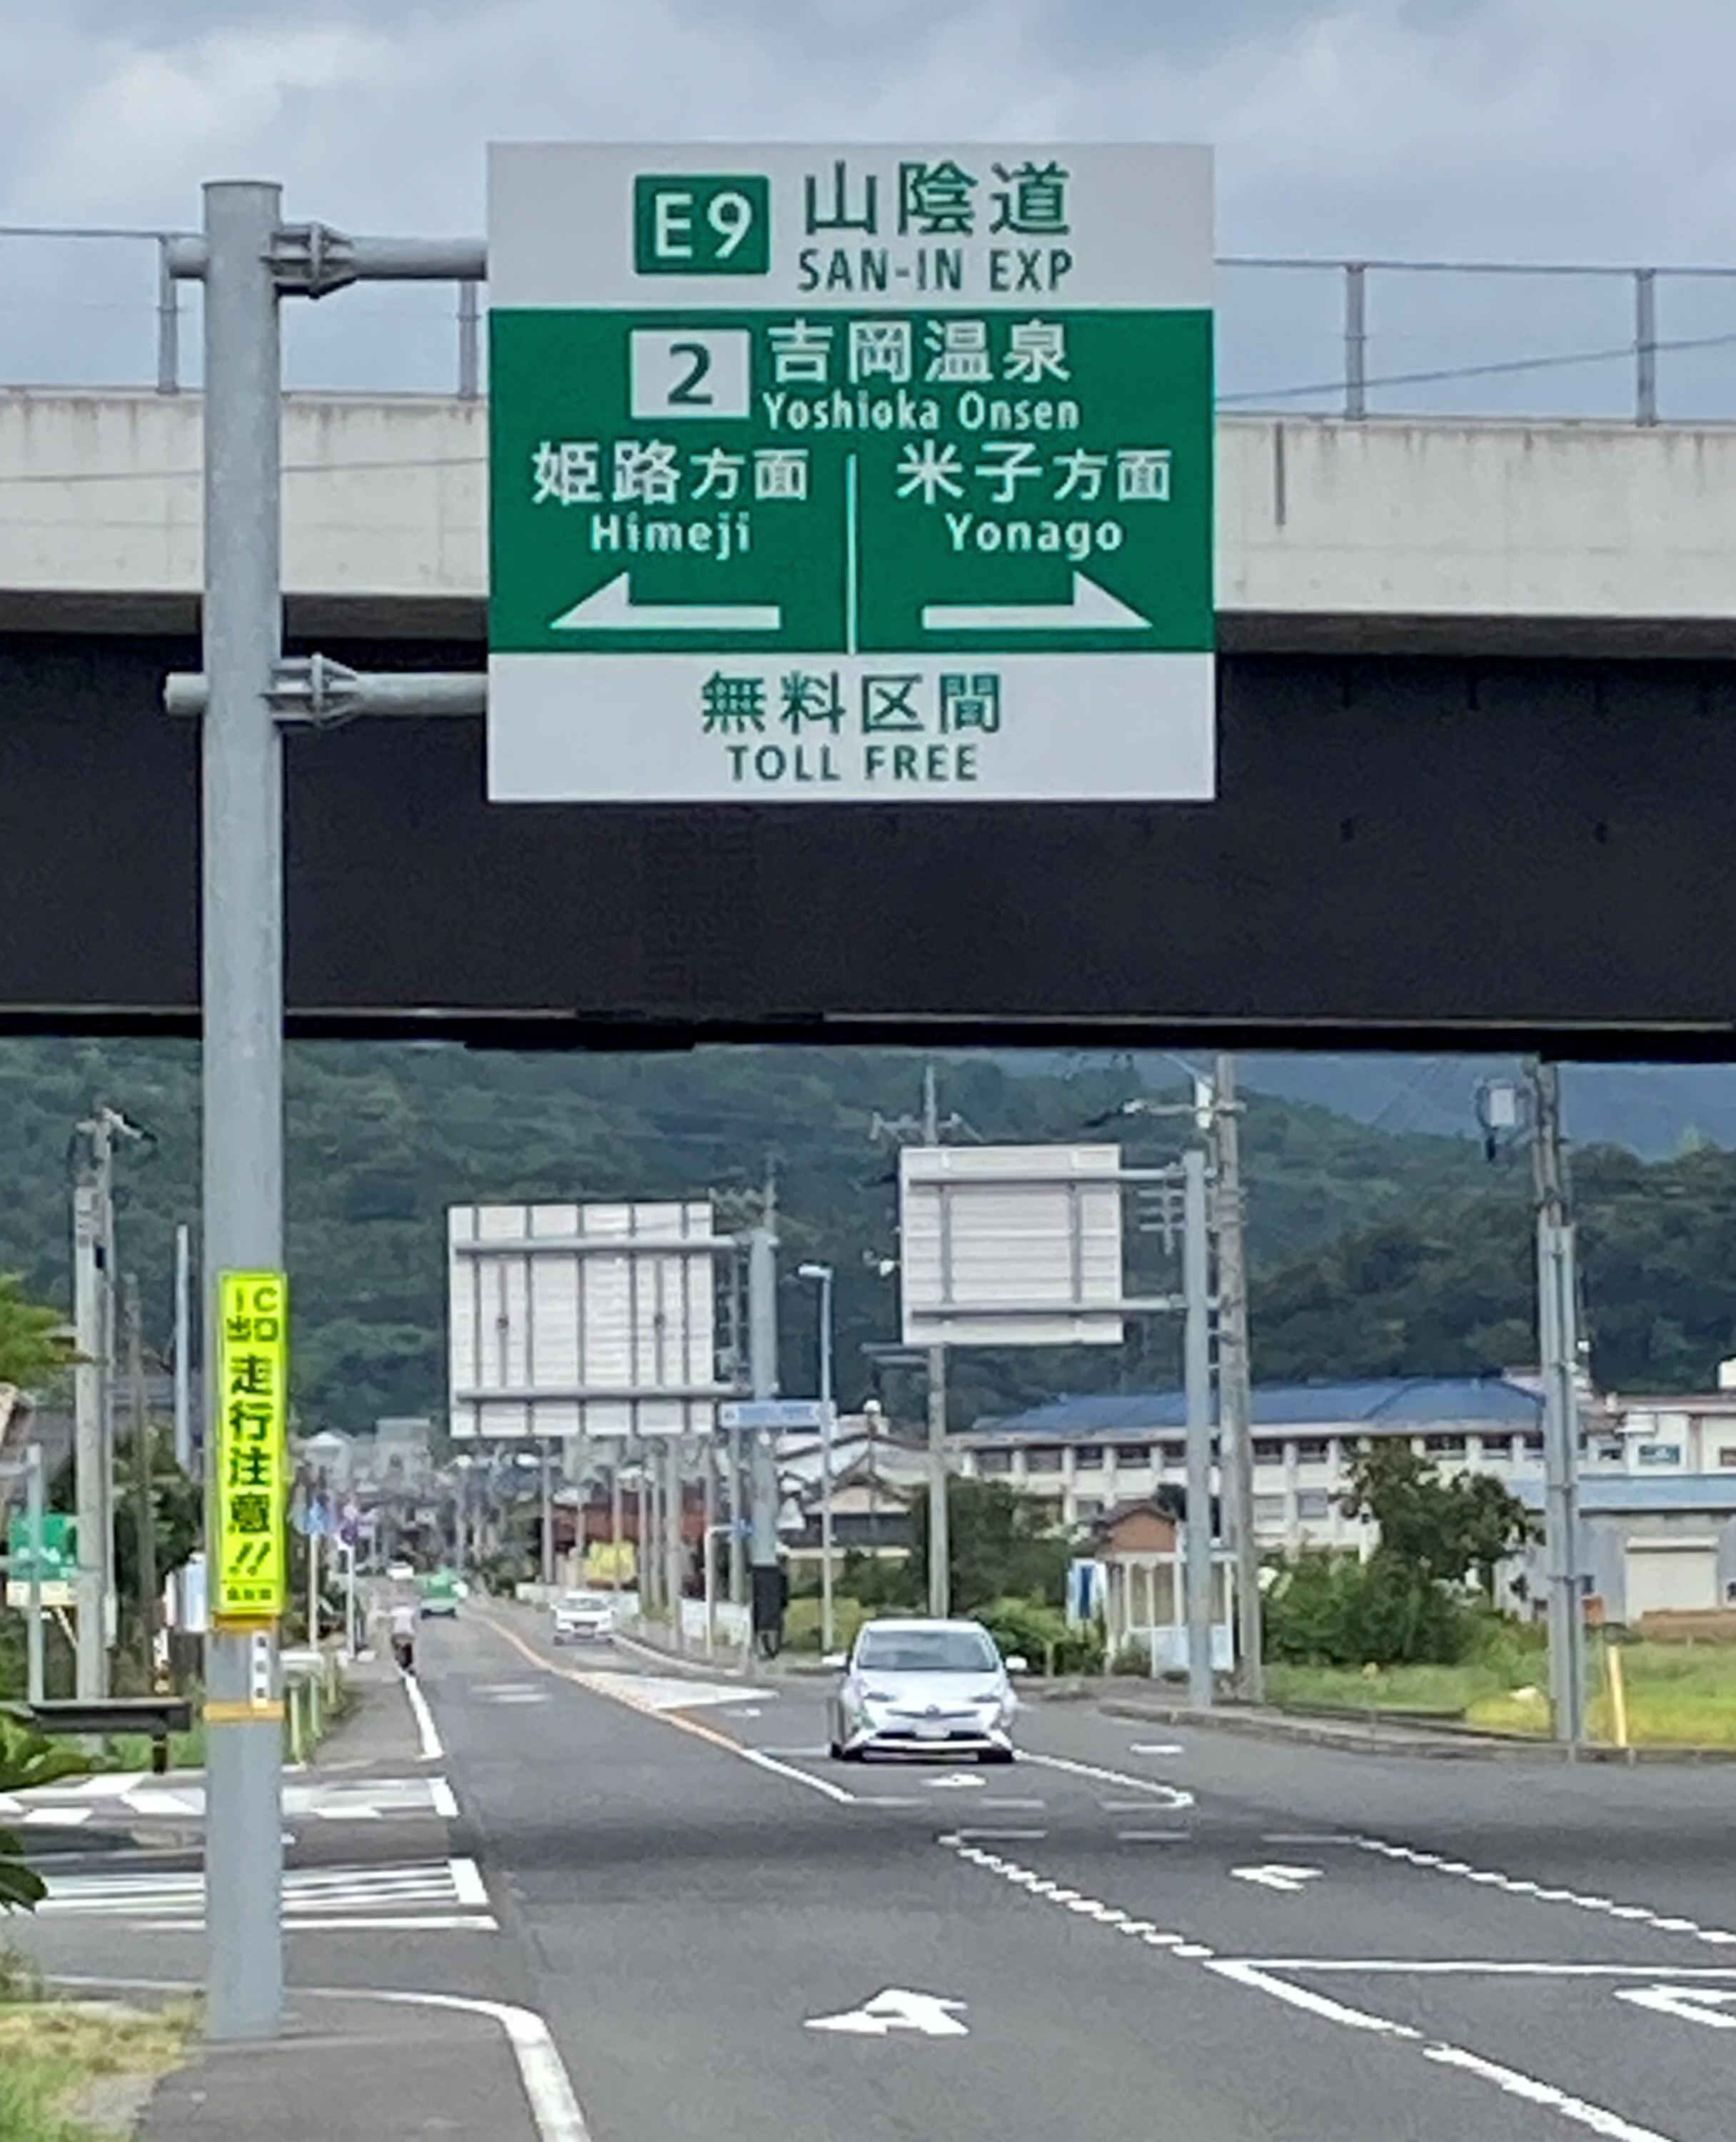 E9 山陰道
SAN-IN EXP
2 吉岡温泉
Yoshioka Onsen
姫路方面
Himeji
米子方面
Yonago
無料区間
TOLL FREE
IC
出口
走行注意!!